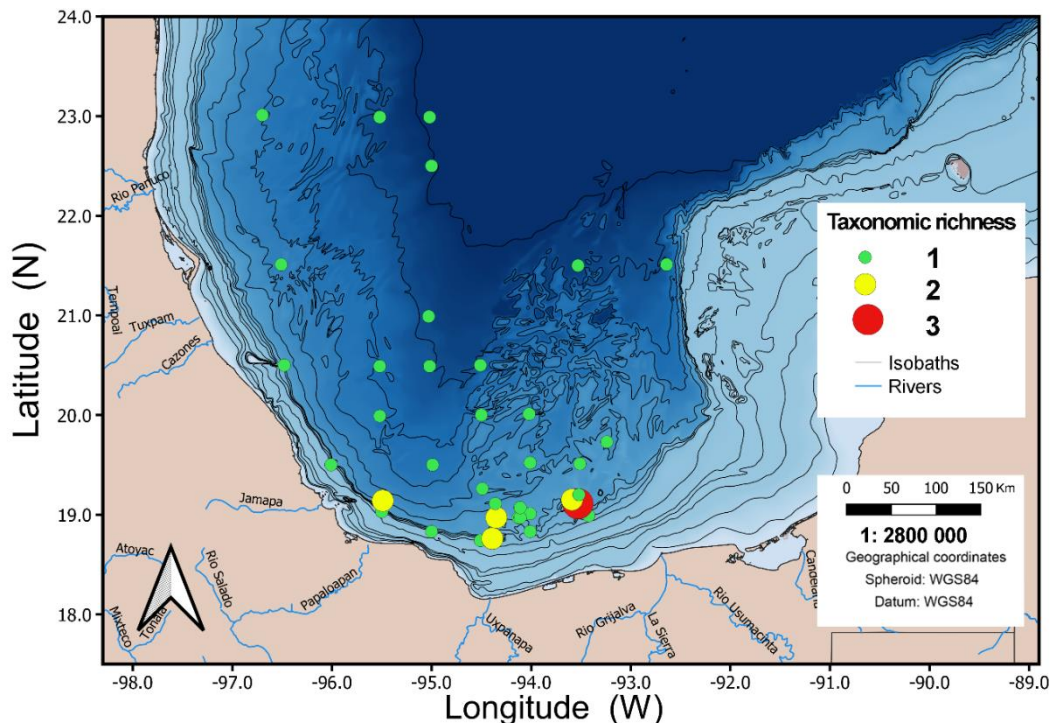 24.0
23.0
22.0
21.0
20.0
19.0
18.0
Latitude (N)
-98.0
-97.0
-96.0
-95.0
-94.0
-93.0
-92.0
-91.0
-90.0
-89.0
Longitude (W)
Rio Panuco
Tempoal
Tuxpam
Cazones
Jamapa
Atoyac
Rio Salado
Papaloapan
Mixteco
Tonala
Uxpanapa
Rio Grijalva
La Sierra
Rio Usumacinta
Taxonomic richness
1
2
3
Isobaths
Rivers
0 50 100 150 Km
1: 2800 000
Geographical coordinates
Spheroid: WGS84
Datum: WGS84